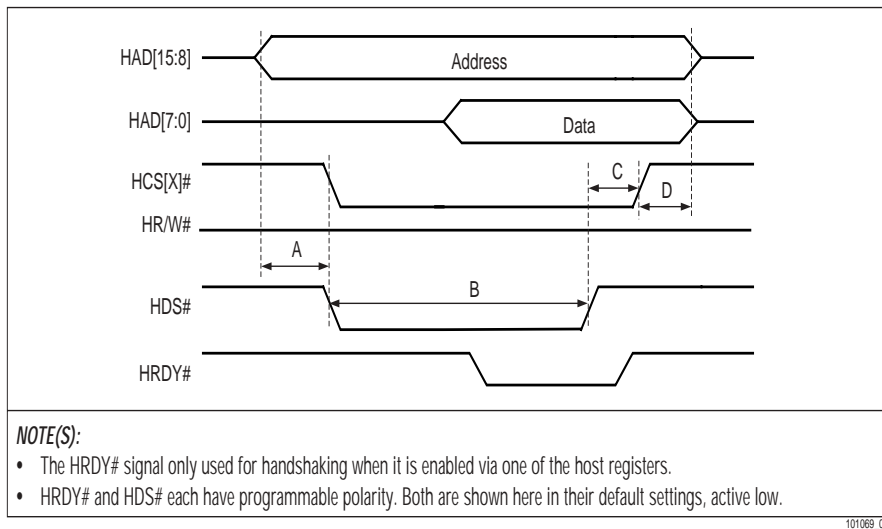 HAD[15:8]
Address
HAD[7:0]
Data
HCS[X]#
C
D
HR/W#
A
B
HDS#
HRDY#
NOTE(S):
• The HRDY# signal only used for handshaking when it is enabled via one of the host registers.
• HRDY# and HDS# each have programmable polarity. Both are shown here in their default settings, active low.